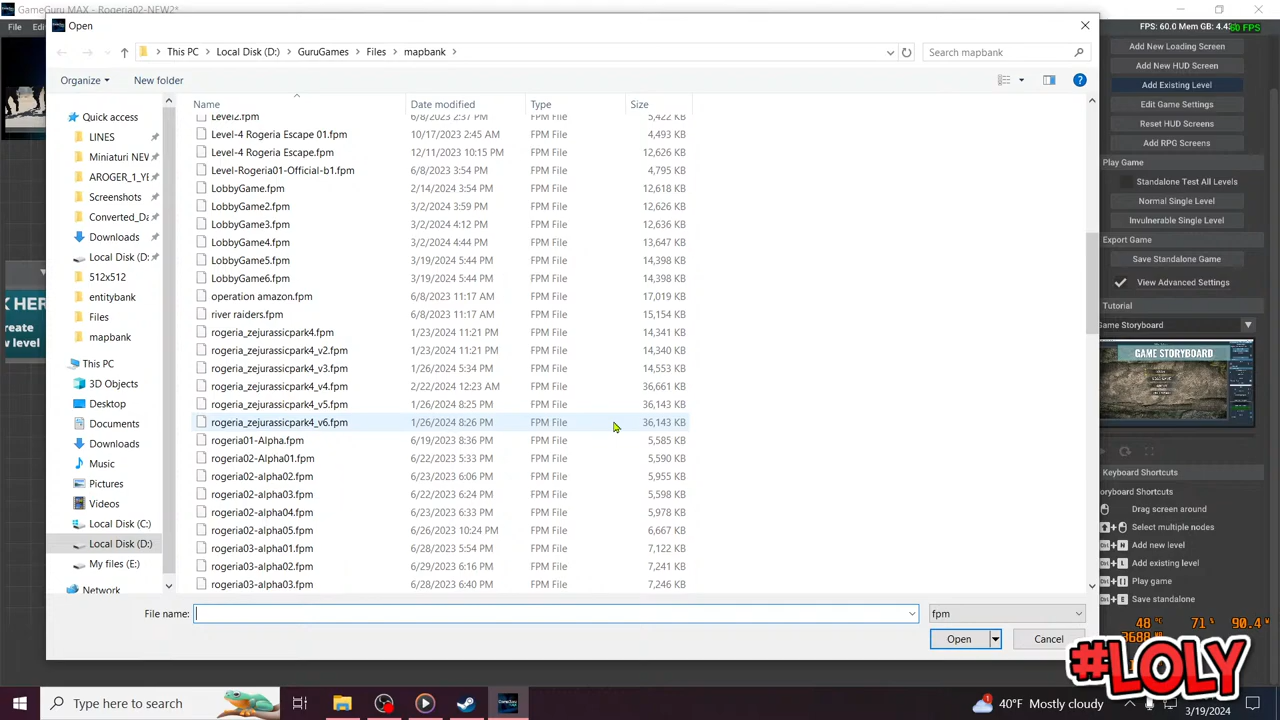 GameGuru MAX - Rogeria02-NEW2*
File
Edi
FPS: 60.0 Mem GB: 4.4
60 FPS
Open
This PC > Local Disk (D:) > GuruGames > Files > mapbank >
Search mapbank
Organize
New folder
Name
Date modified
Type
Size
Quick access
LINES
Miniaturi NEW
AROGER_1_YE
Screenshots
Converted_Da
Downloads
Local Disk (D:
512x512
entitybank
Files
mapbank
This PC
3D Objects
Desktop
Documents
Downloads
Music
Pictures
Videos
Local Disk (C:)
Local Disk (D:)
My files (E:)
Network
Level2.fpm 6/8/2023 2:37 PM FPM File 5,422 KB
Level-4 Rogeria Escape 01.fpm 10/17/2023 2:45 AM FPM File 4,493 KB
Level-4 Rogeria Escape.fpm 12/11/2023 10:15 PM FPM File 12,626 KB
Level-Rogeria01-Official-b1.fpm 6/8/2023 3:54 PM FPM File 4,795 KB
LobbyGame.fpm 2/14/2024 3:54 PM FPM File 12,618 KB
LobbyGame2.fpm 3/2/2024 3:59 PM FPM File 12,626 KB
LobbyGame3.fpm 3/2/2024 4:12 PM FPM File 12,636 KB
LobbyGame4.fpm 3/2/2024 4:44 PM FPM File 13,647 KB
LobbyGame5.fpm 3/19/2024 5:44 PM FPM File 14,398 KB
LobbyGame6.fpm 3/19/2024 5:44 PM FPM File 14,398 KB
operation amazon.fpm 6/8/2023 11:17 AM FPM File 17,019 KB
river raiders.fpm 6/8/2023 11:17 AM FPM File 15,154 KB
rogeria_zejurassicpark4.fpm 1/23/2024 11:21 PM FPM File 14,341 KB
rogeria_zejurassicpark4_v2.fpm 1/23/2024 11:21 PM FPM File 14,340 KB
rogeria_zejurassicpark4_v3.fpm 1/26/2024 5:34 PM FPM File 14,553 KB
rogeria_zejurassicpark4_v4.fpm 2/22/2024 12:23 AM FPM File 36,661 KB
rogeria_zejurassicpark4_v5.fpm 1/26/2024 8:25 PM FPM File 36,143 KB
rogeria_zejurassicpark4_v6.fpm 1/26/2024 8:26 PM FPM File 36,143 KB
rogeria01-Alpha.fpm 6/19/2023 8:36 PM FPM File 5,585 KB
rogeria02-Alpha01.fpm 6/22/2023 5:33 PM FPM File 5,590 KB
rogeria02-alpha02.fpm 6/23/2023 6:06 PM FPM File 5,955 KB
rogeria02-alpha03.fpm 6/22/2023 6:24 PM FPM File 5,598 KB
rogeria02-alpha04.fpm 6/23/2023 6:33 PM FPM File 5,978 KB
rogeria02-alpha05.fpm 6/26/2023 10:24 PM FPM File 6,667 KB
rogeria03-alpha01.fpm 6/28/2023 5:54 PM FPM File 7,122 KB
rogeria03-alpha02.fpm 6/29/2023 6:16 PM FPM File 7,241 KB
rogeria03-alpha03.fpm 6/28/2023 6:40 PM FPM File 7,246 KB
File name:
fpm
Open
Cancel
K HER
reate
w level
Add New Loading Screen
Add New HUD Screen
Add Existing Level
Edit Game Settings
Reset HUD Screens
Add RPG Screens
Play Game
Standalone Test All Levels
Normal Single Level
Invulnerable Single Level
Export Game
Save Standalone Game
View Advanced Settings
Tutorial
Game Storyboard
GAME STORYBOARD
Keyboard Shortcuts
oryboard Shortcuts
Drag screen around
Select multiple nodes
Add new level
Add existing level
Play game
Save standalone
48 °C 71 % 90.4 W
3688
#LOLY
Type here to search
40°F Mostly cloudy
3/19/2024